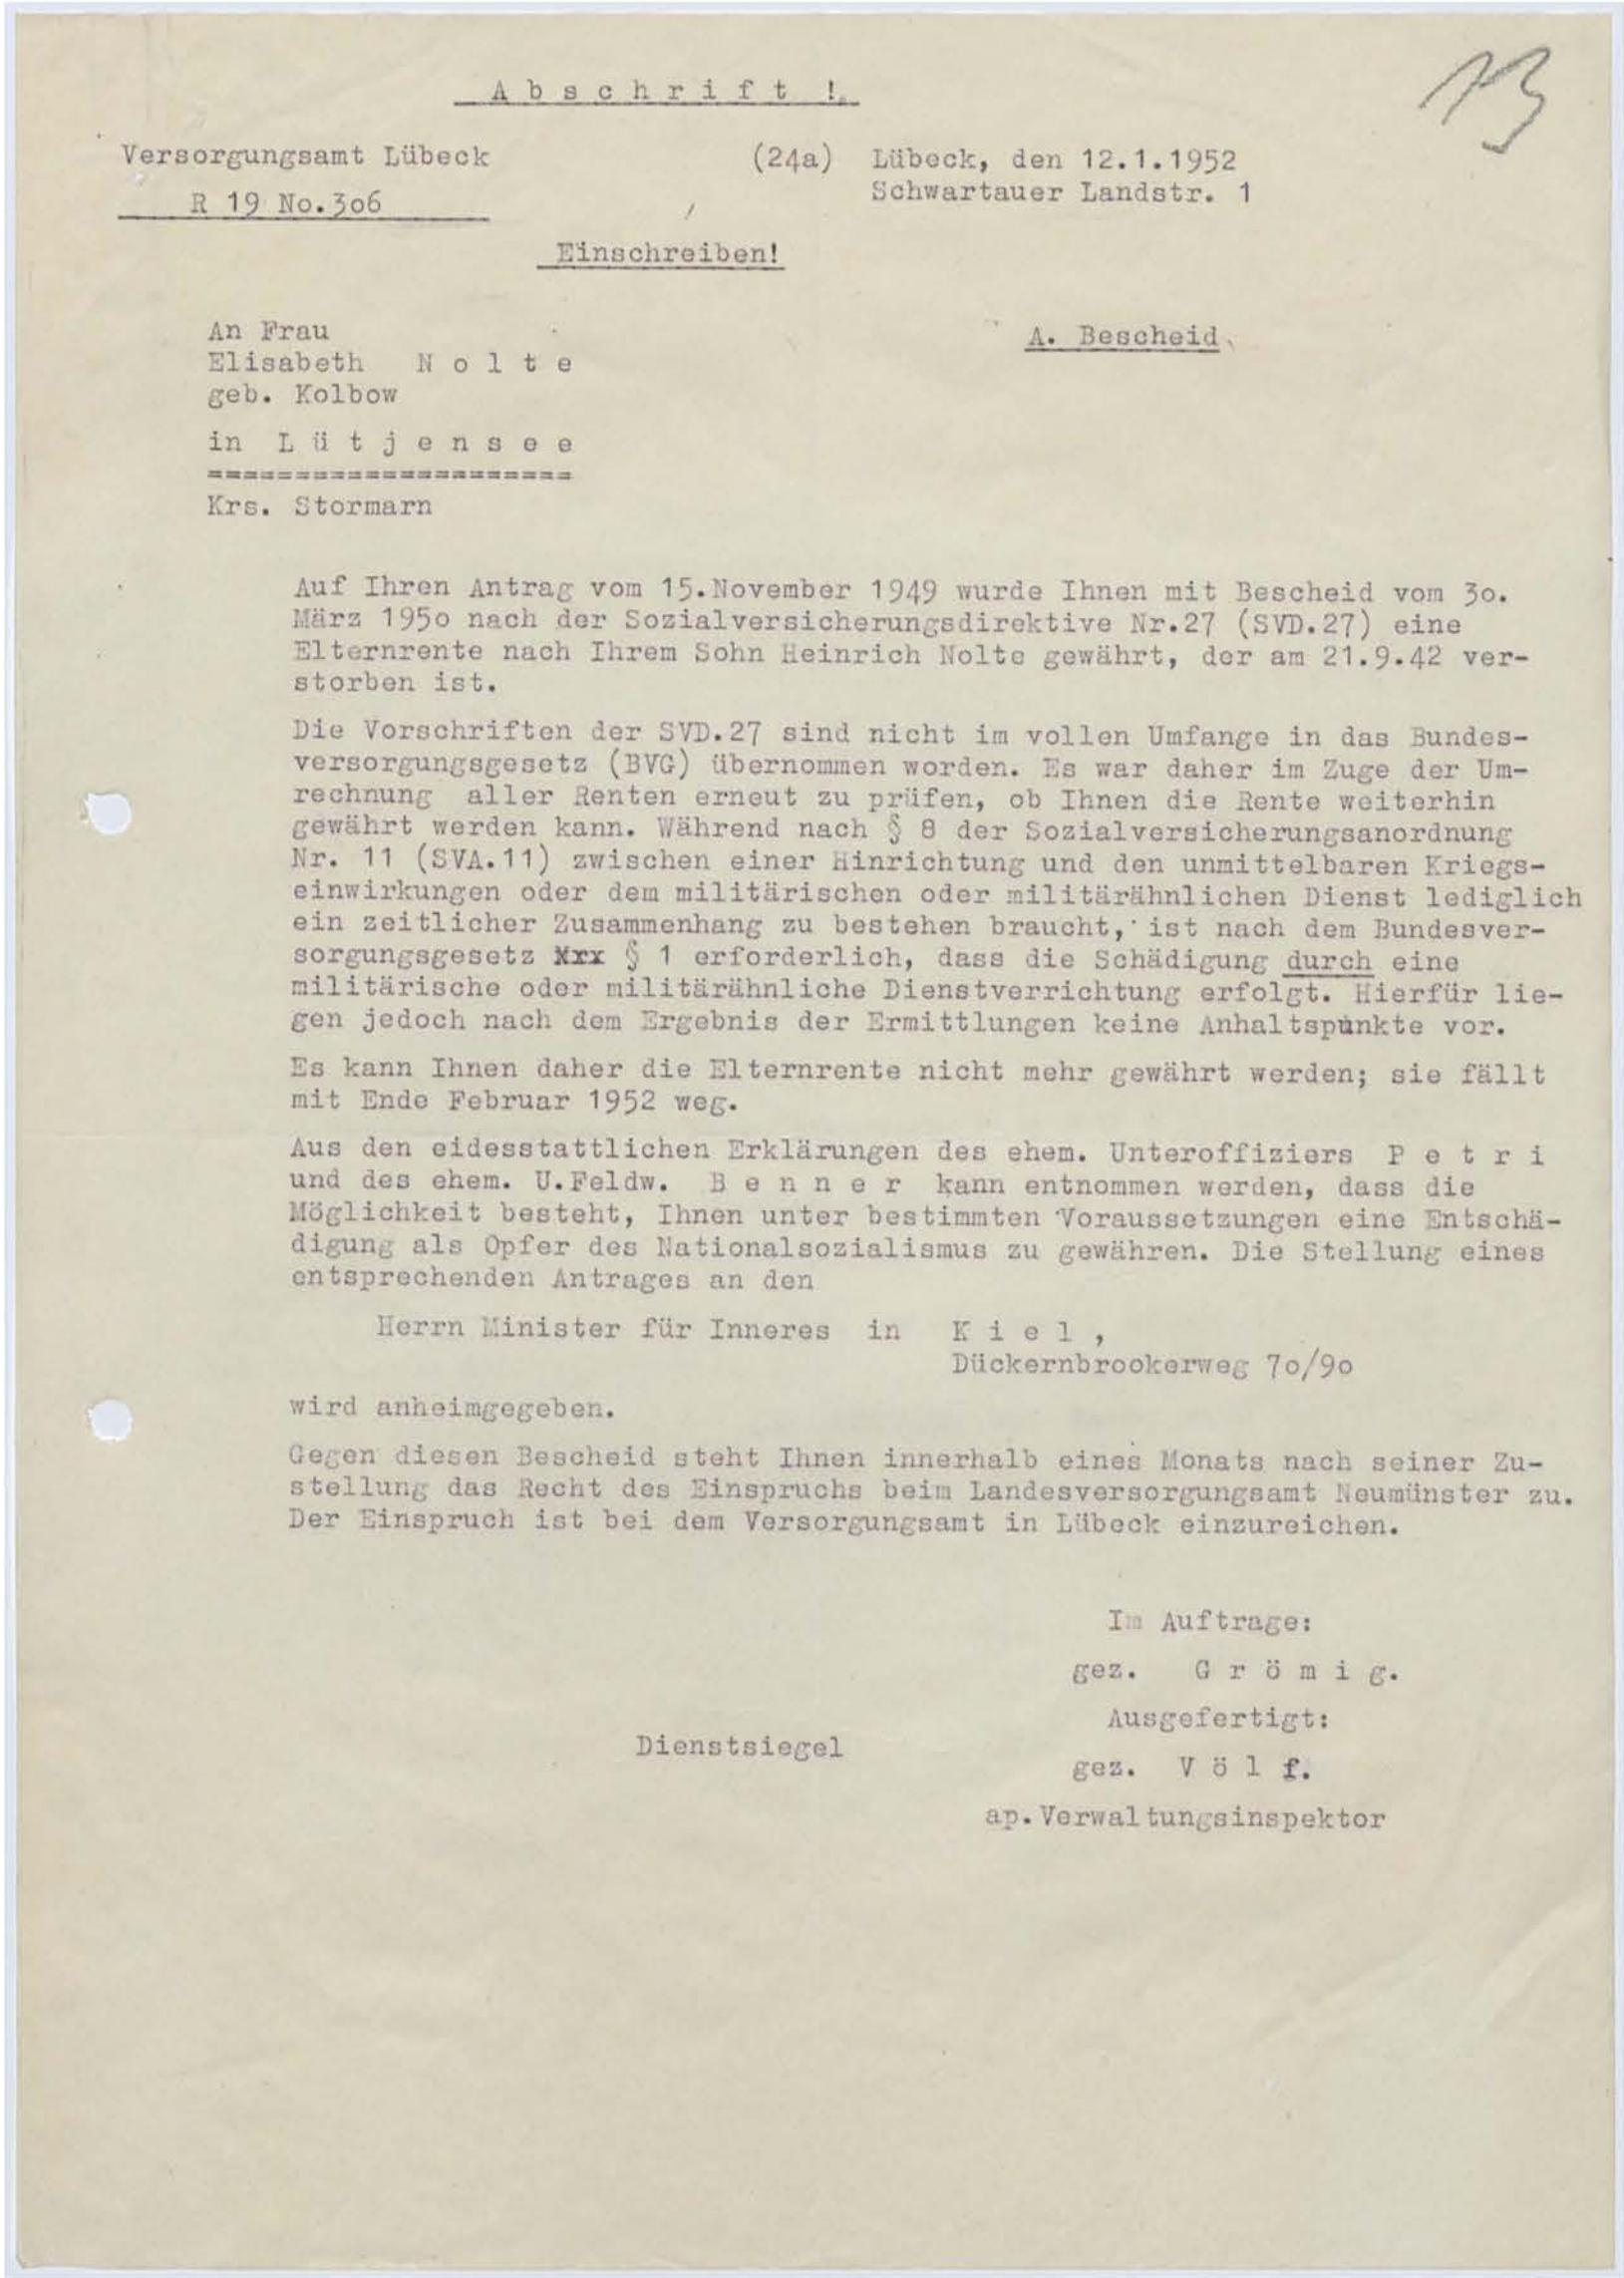 A b s c h r i f t !
Versorgungsamt Lübeck (24a) Lübeck, den 12.1.1952
R 19 No.3o6 Schwartauer Landstr. 1
Einschreiben!
An Frau A. Bescheid
Elisabeth N o l t e
geb. Kolbow
in L ü t j e n s e e
=====================
Krs. Stormarn
Auf Ihren Antrag vom 15.November 1949 wurde Ihnen mit Bescheid vom 3o.
März 195o nach der Sozialversicherungsdirektive Nr.27 (SVD.27) eine
Elternrente nach Ihrem Sohn Heinrich Nolte gewährt, der am 21.9.42 ver-
storben ist.
Die Vorschriften der SVD.27 sind nicht im vollen Umfange in das Bundes-
versorgungsgesetz (BVG) übernommen worden. Es war daher im Zuge der Um-
rechnung aller Renten erneut zu prüfen, ob Ihnen die Rente weiterhin
gewährt werden kann. Während nach § 8 der Sozialversicherungsanordnung
Nr. 11 (SVA.11) zwischen einer Hinrichtung und den unmittelbaren Kriegs-
einwirkungen oder dem militärischen oder militärähnlichen Dienst lediglich
ein zeitlicher Zusammenhang zu bestehen braucht, ist nach dem Bundesver-
sorgungsgesetz § 1 erforderlich, dass die Schädigung durch eine
militärische oder militärähnliche Dienstverrichtung erfolgt. Hierfür lie-
gen jedoch nach dem Ergebnis der Ermittlungen keine Anhaltspunkte vor.
Es kann Ihnen daher die Elternrente nicht mehr gewährt werden; sie fällt
mit Ende Februar 1952 weg.
Aus den eidesstattlichen Erklärungen des ehem. Unteroffiziers P e t r i
und des ehem. U.Feldw. B e n n e r kann entnommen werden, dass die
Möglichkeit besteht, Ihnen unter bestimmten Voraussetzungen eine Entschä-
digung als Opfer des Nationalsozialismus zu gewähren. Die Stellung eines
entsprechenden Antrages an den
Herrn Minister für Inneres in K i e l ,
Dückernbrookerweg 7o/9o
wird anheimgegeben.
Gegen diesen Bescheid steht Ihnen innerhalb eines Monats nach seiner Zu-
stellung das Recht des Einspruchs beim Landesversorgungsamt Neumünster zu.
Der Einspruch ist bei dem Versorgungsamt in Lübeck einzureichen.
Im Auftrage:
gez. G r ö m i g.
Ausgefertigt:
Dienstsiegel
gez. V ö l f.
ap.Verwaltungsinspektor